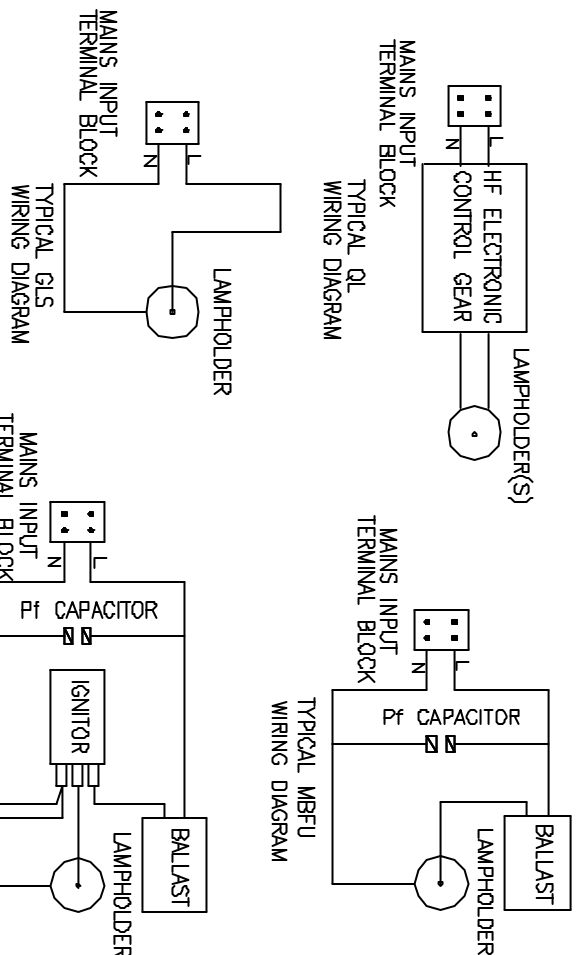 MAINS INPUT
TERMINAL BLOCK
L
N
HF ELECTRONIC
CONTROL GEAR
LAMPHOLDER(S)
TYPICAL QL
WIRING DIAGRAM
MAINS INPUT
TERMINAL BLOCK
L
N
Pf CAPACITOR
BALLAST
LAMPHOLDER
TYPICAL MBFU
WIRING DIAGRAM
MAINS INPUT
TERMINAL BLOCK
L
N
LAMPHOLDER
TYPICAL GLS
WIRING DIAGRAM
MAINS INPUT
TERMINAL BLOCK
L
N
Pf CAPACITOR
IGNITOR
BALLAST
LAMPHOLDER